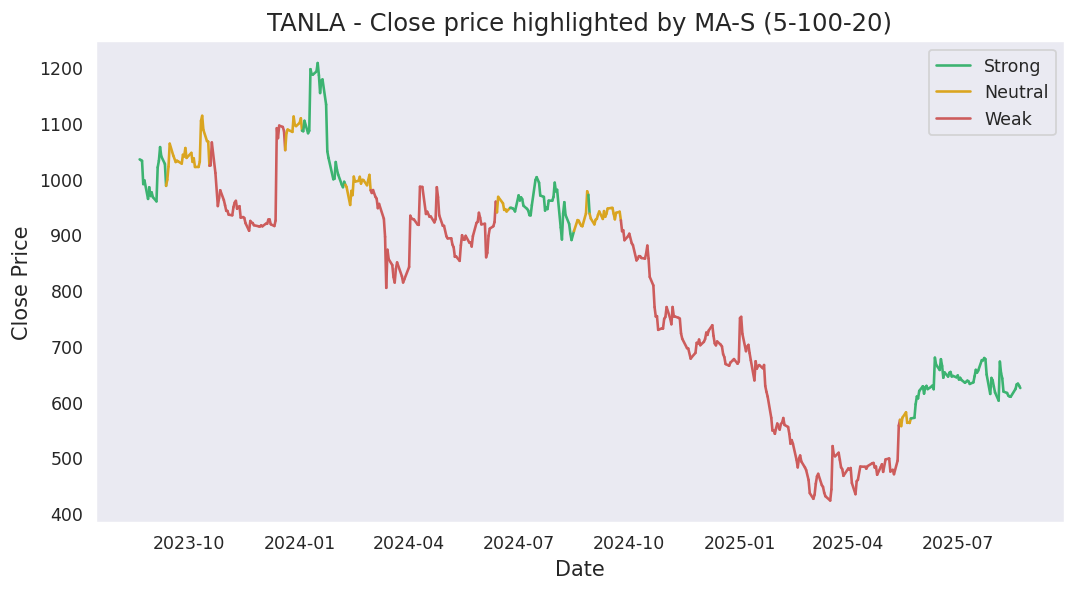 TANLA - Close price highlighted by MA-S (5-100-20)
Strong
Neutral
Weak
1200
1100
1000
900
800
700
600
500
400
Close Price
2023-10
2024-01
2024-04
2024-07
2024-10
2025-01
2025-04
2025-07
Date